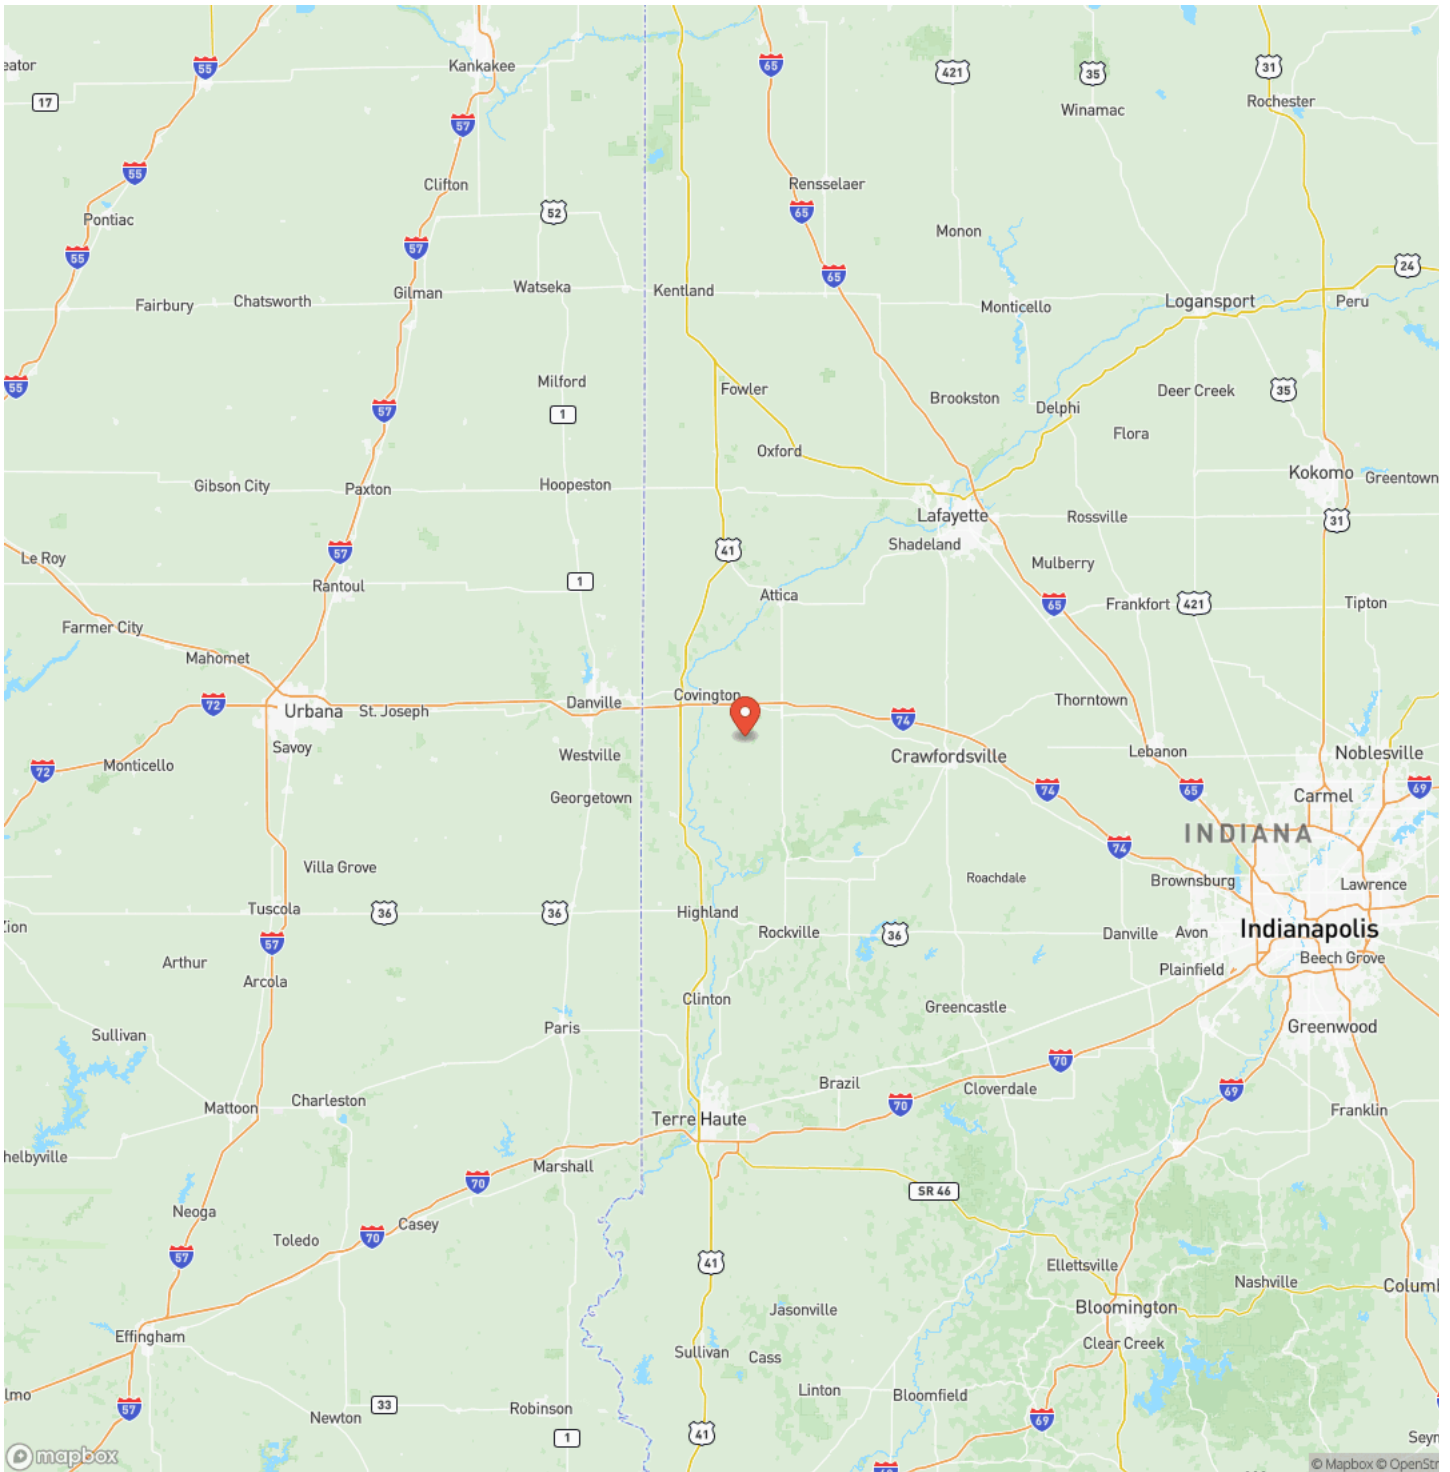 Kankakee
eator
55
65
421
35
31
17
Winamac
Rochester
57
55
Clifton
Rensselaer
52
65
Pontiac
Monon
57
55
65
24
Gilman
Watseka
Kentland
Fairbury
Chatsworth
Monticello
Logansport
Peru
55
Milford
Fowler
Brookston
Deer Creek
35
57
1
Delphi
Flora
Oxford
Kokomo
Greentown
Gibson City
Paxton
Hoopeston
Lafayette
Rossville
31
Shadeland
Le Roy
57
41
Mulberry
Rantoul
1
Attica
65
Frankfort
421
Tipton
Farmer City
Mahomet
Covington
Thorntown
72
Urbana
St. Joseph
Danville
74
Savoy
Westville
Crawfordsville
Lebanon
Noblesville
72
Monticello
Georgetown
74
65
Carmel
69
INDIANA
74
Villa Grove
Roachdale
Brownsburg
Lawrence
Tuscola
36
36
Highland
Zion
57
Rockville
36
Danville
Avon
Indianapolis
Arthur
Beech Grove
Plainfield
Arcola
Clinton
Greencastle
Sullivan
Paris
Greenwood
70
Brazil
Cloverdale
69
Mattoon
Charleston
Terre Haute
70
Franklin
helbyville
Marshall
70
SR 46
Neoga
Casey
Toledo
70
57
41
Ellettsville
Nashville
Columb
Jasonville
Bloomington
Effingham
Clear Creek
Sullivan
Cass
lmo
57
33
Linton
Bloomfield
Newton
Robinson
69
1
41
Seyn
mapbox
© Mapbox © OpenStr
69